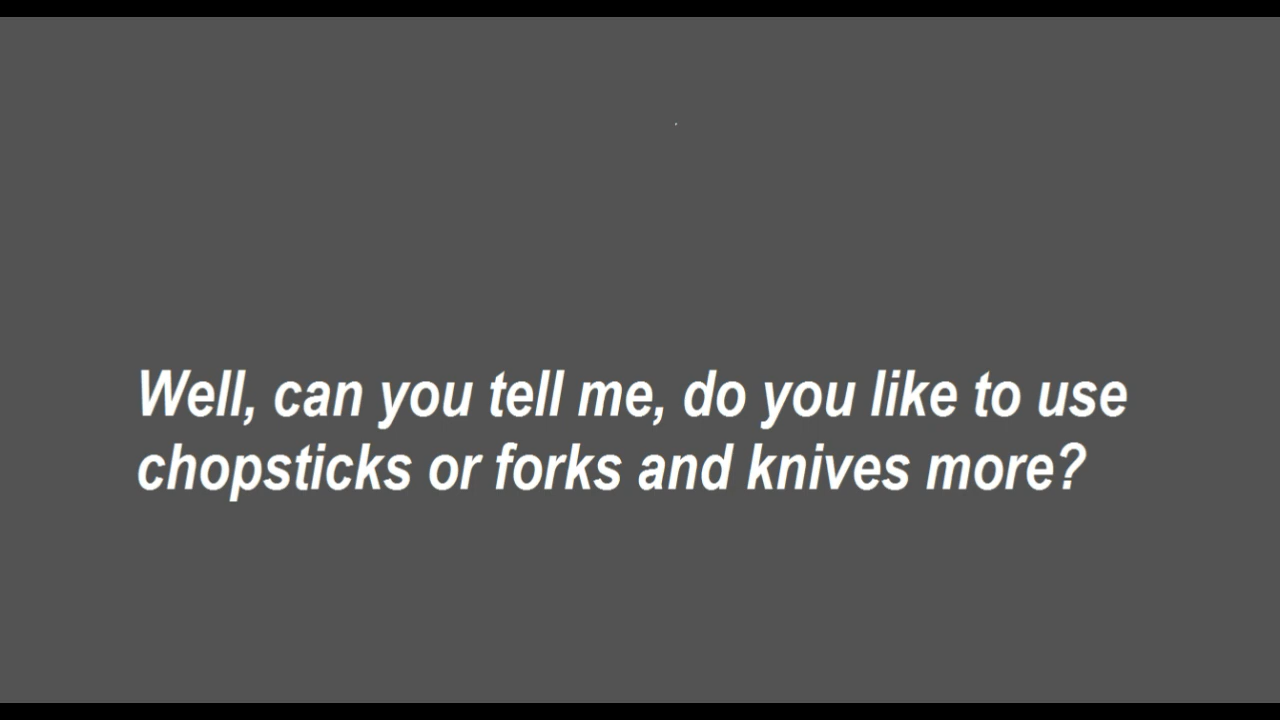 Well, can you tell me, do you like to use
chopsticks or forks and knives more?